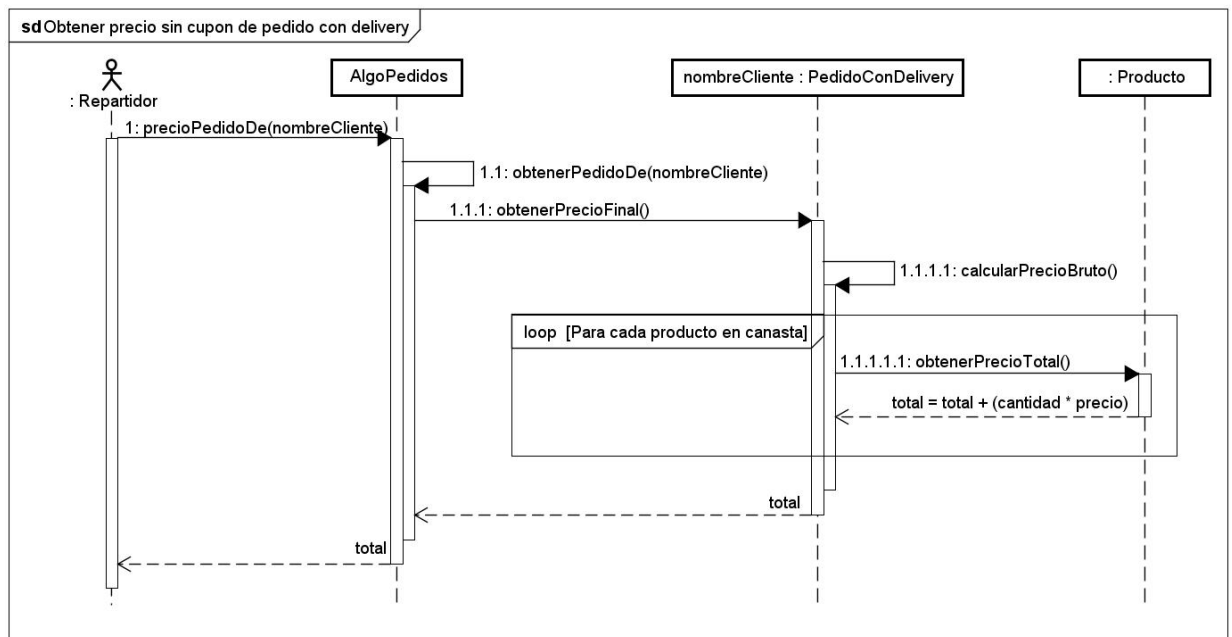 sd Obtener precio sin cupon de pedido con delivery
: Repartidor
AlgoPedidos
nombreCliente : PedidoConDelivery
: Producto
1: precioPedidoDe(nombreCliente)
1.1: obtenerPedidoDe(nombreCliente)
1.1.1: obtenerPrecioFinal()
1.1.1.1: calcularPrecioBruto()
loop [Para cada producto en canasta]
1.1.1.1.1: obtenerPrecioTotal()
total = total + (cantidad * precio)
total
total